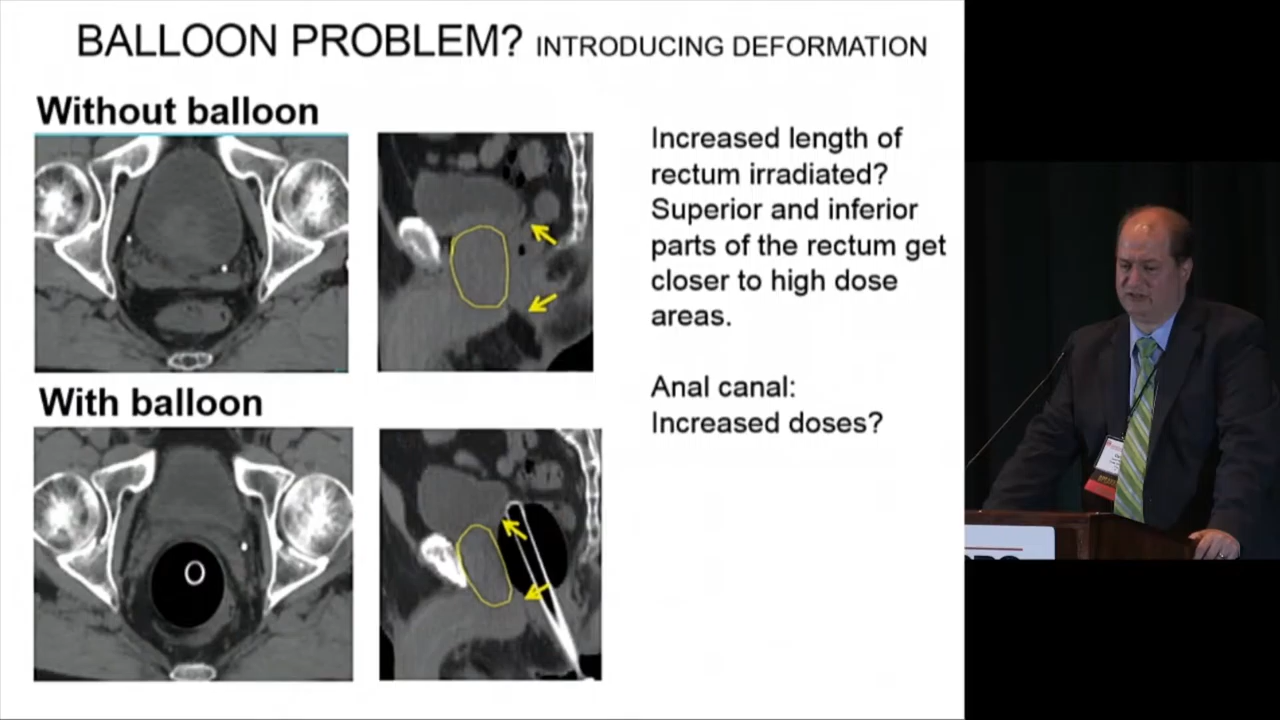 BALLOON PROBLEM? INTRODUCING DEFORMATION
Without balloon
With balloon
Increased length of
rectum irradiated?
Superior and inferior
parts of the rectum get
closer to high dose
areas.
Anal canal:
Increased doses?